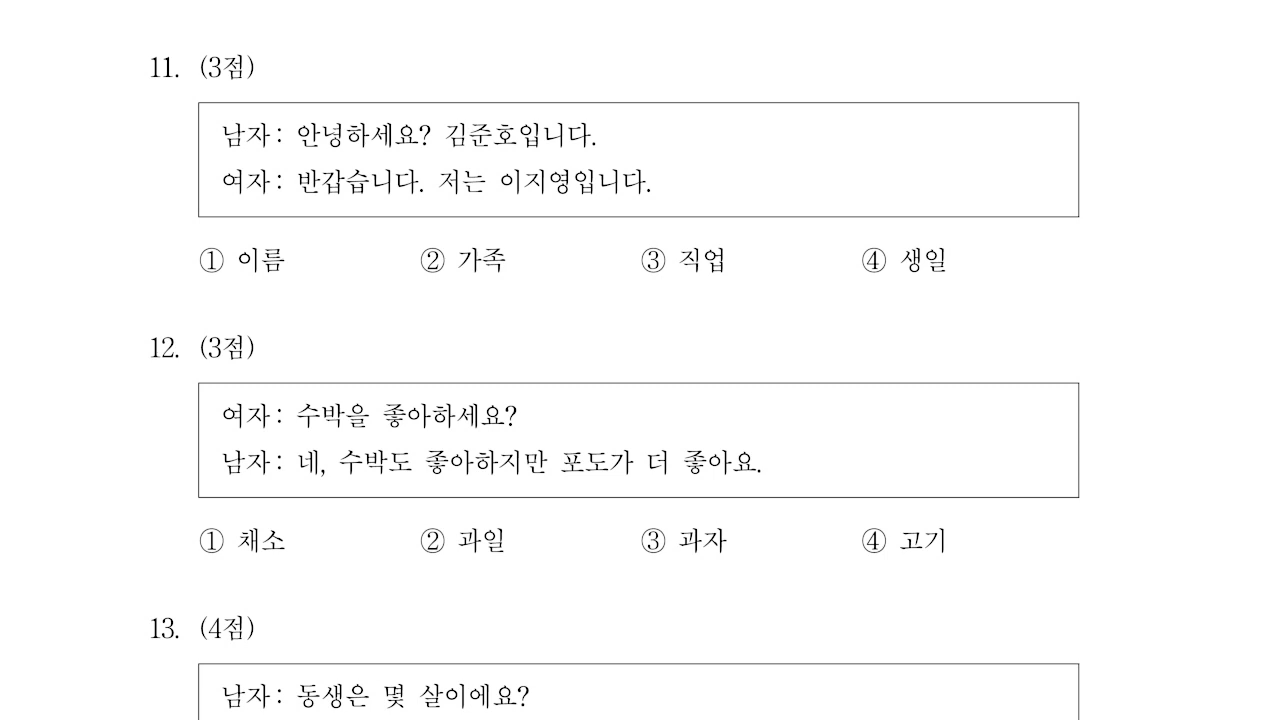 11. (3점)
남자: 안녕하세요? 김준호입니다.
여자: 반갑습니다. 저는 이지영입니다.
① 이름 ② 가족 ③ 직업 ④ 생일
12. (3점)
여자: 수박을 좋아하세요?
남자: 네, 수박도 좋아하지만 포도가 더 좋아요.
① 채소 ② 과일 ③ 과자 ④ 고기
13. (4점)
남자: 동생은 몇 살이에요?